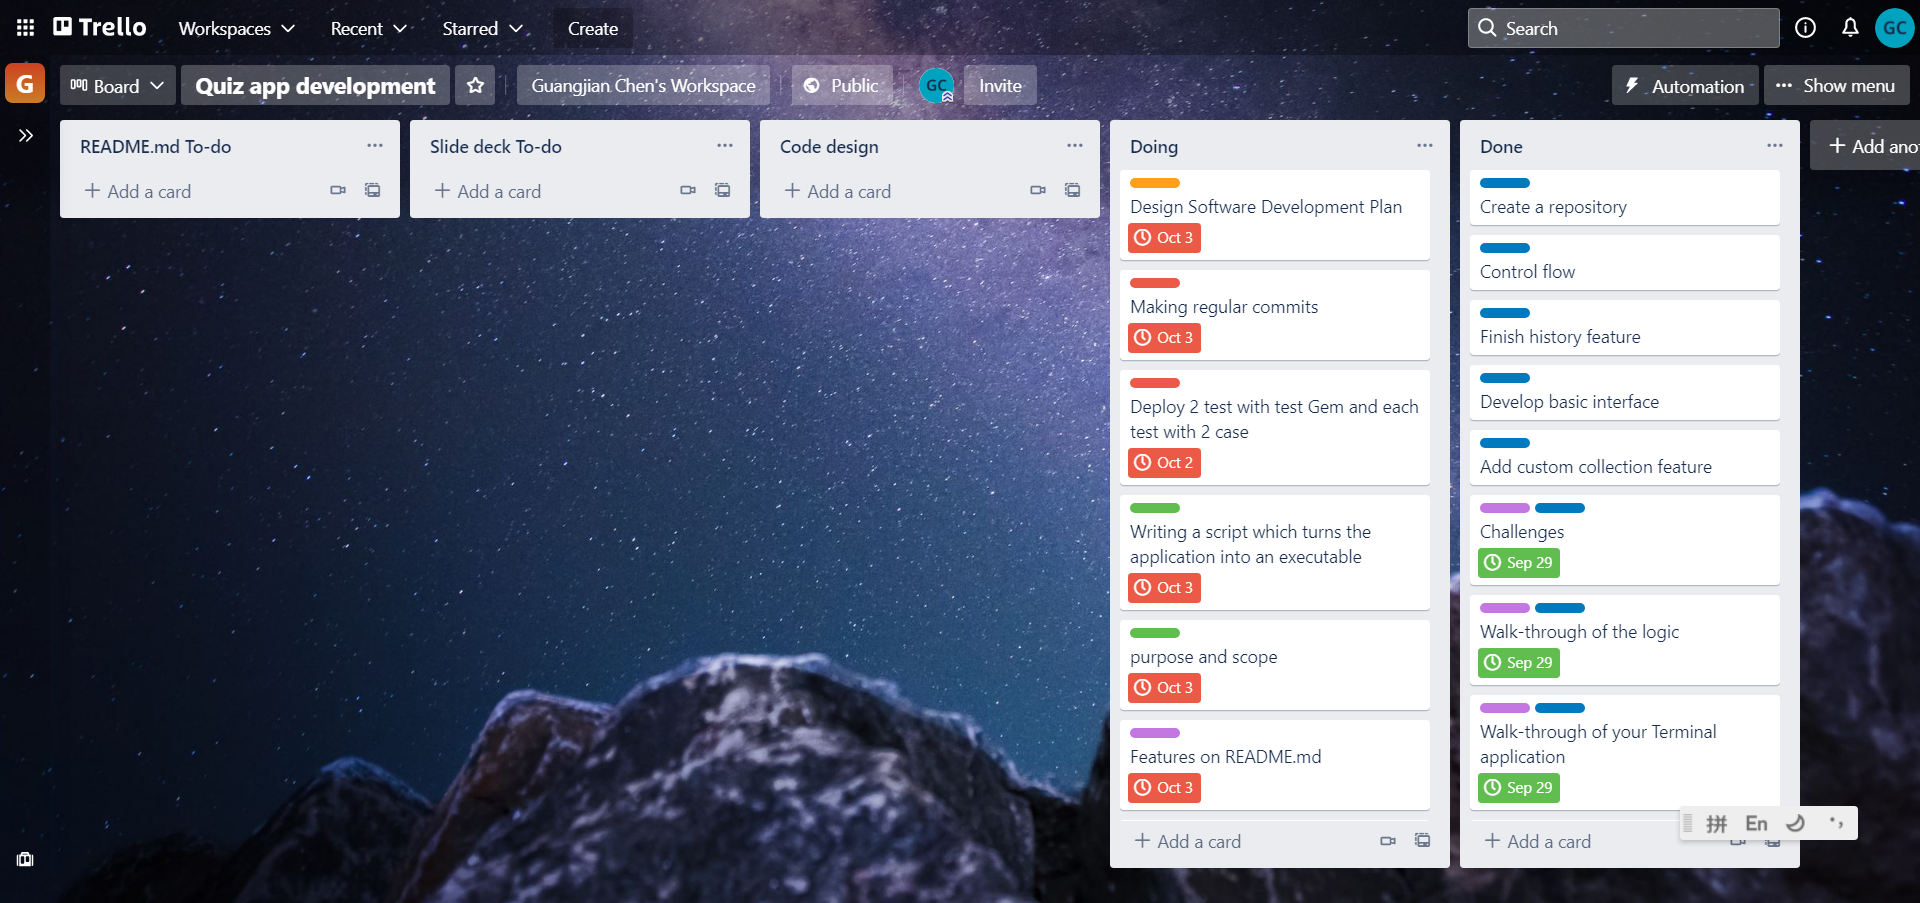 Trello
Workspaces
Recent
Starred
Create
Search
GC
G
Board
Quiz app development
Guangjian Chen's Workspace
Public
GC
Invite
Automation
Show menu
README.md To-do
Add a card
Slide deck To-do
Add a card
Code design
Add a card
Doing
Design Software Development Plan
Oct 3
Making regular commits
Oct 3
Deploy 2 test with test Gem and each
test with 2 case
Oct 2
Writing a script which turns the
application into an executable
Oct 3
purpose and scope
Oct 3
Features on README.md
Oct 3
Add a card
Done
Create a repository
Control flow
Finish history feature
Develop basic interface
Add custom collection feature
Challenges
Sep 29
Walk-through of the logic
Sep 29
Walk-through of your Terminal
application
Sep 29
Add a card
Add ano
拼 En